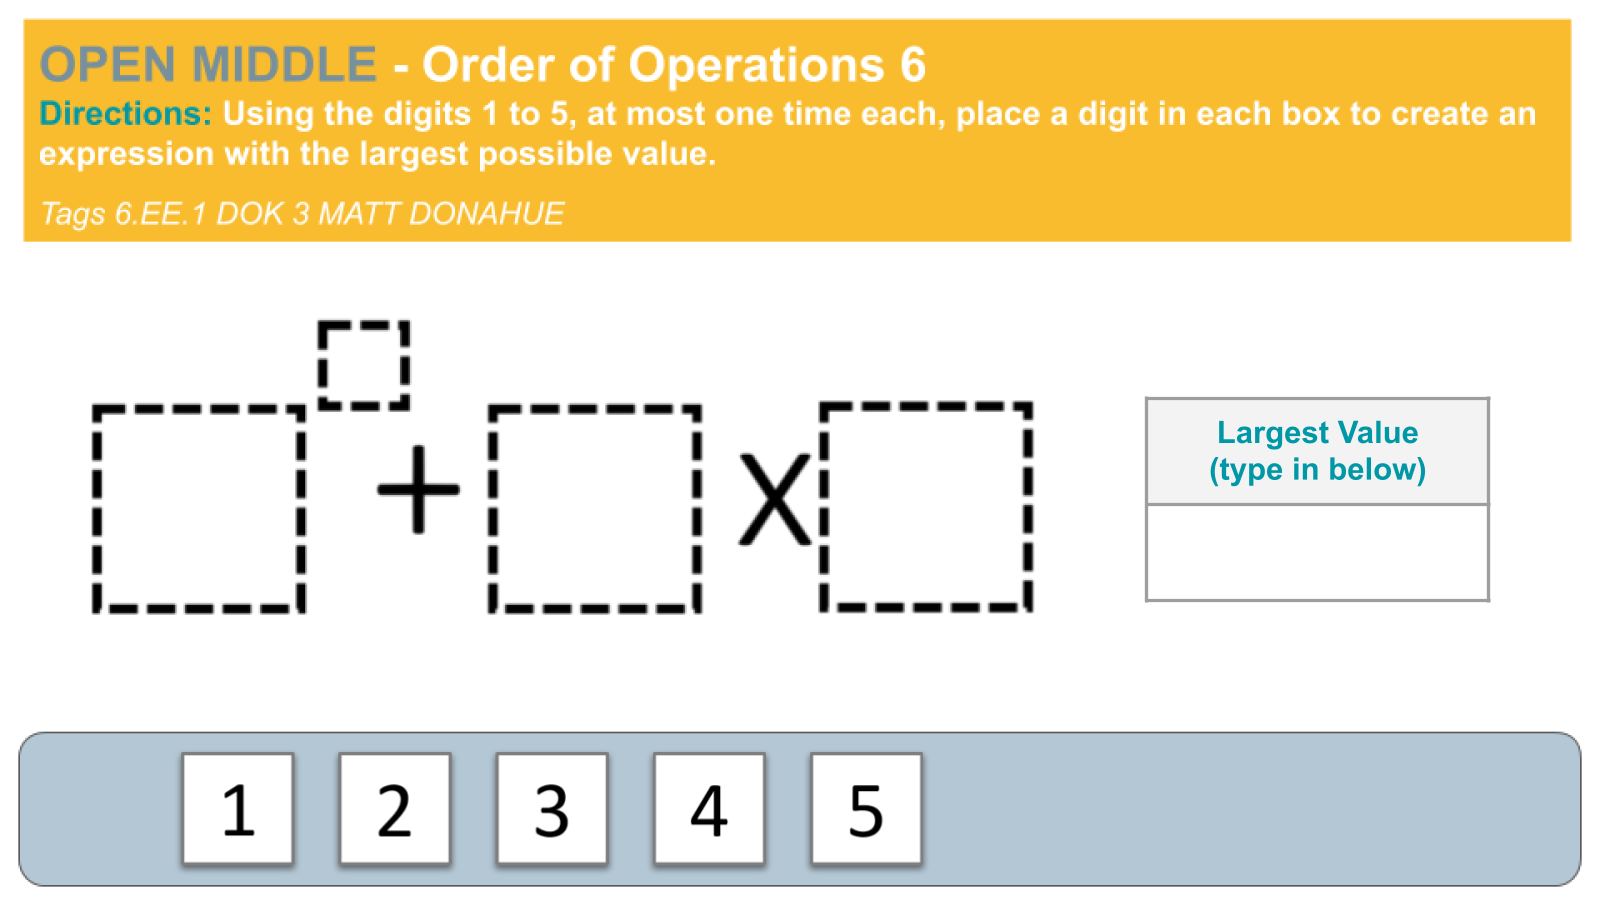 OPEN MIDDLE - Order of Operations 6
Directions: Using the digits 1 to 5, at most one time each, place a digit in each box to create an
expression with the largest possible value.
Tags 6.EE.1 DOK 3 MATT DONAHUE
+ X
Largest Value
(type in below)
1 2 3 4 5